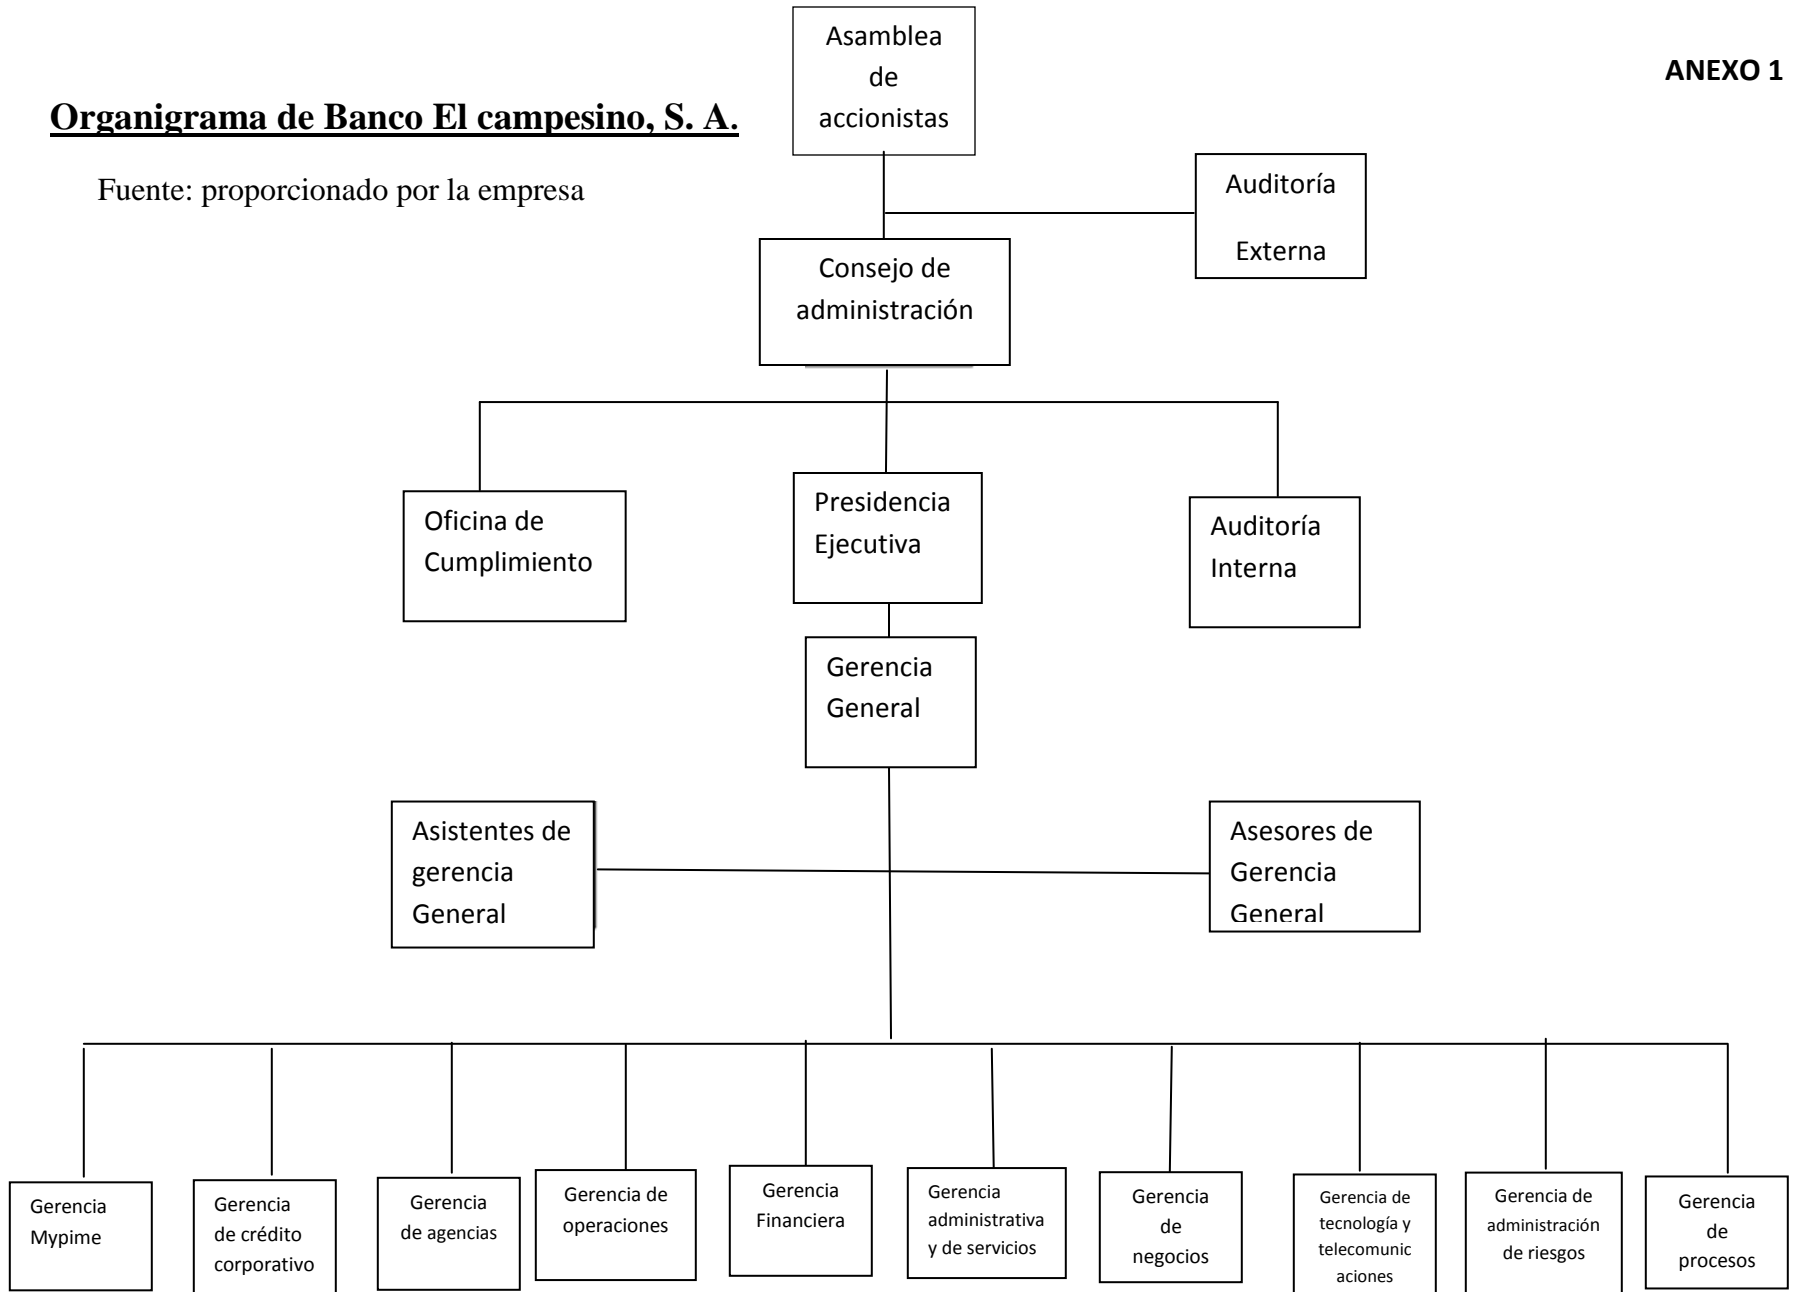 Asamblea
de
accionistas
ANEXO 1
Organigrama de Banco El campesino, S. A.
Fuente: proporcionado por la empresa
Auditoría
Externa
Consejo de
administración
Oficina de
Cumplimiento
Presidencia
Ejecutiva
Auditoría
Interna
Gerencia
General
Asistentes de
gerencia
General
Asesores de
Gerencia
General
Gerencia
Mypime
Gerencia
de crédito
corporativo
Gerencia
de agencias
Gerencia de
operaciones
Gerencia
Financiera
Gerencia
administrativa
y de servicios
Gerencia
de
negocios
Gerencia de
tecnología y
telecomunic
aciones
Gerencia de
administración
de riesgos
Gerencia
de
procesos